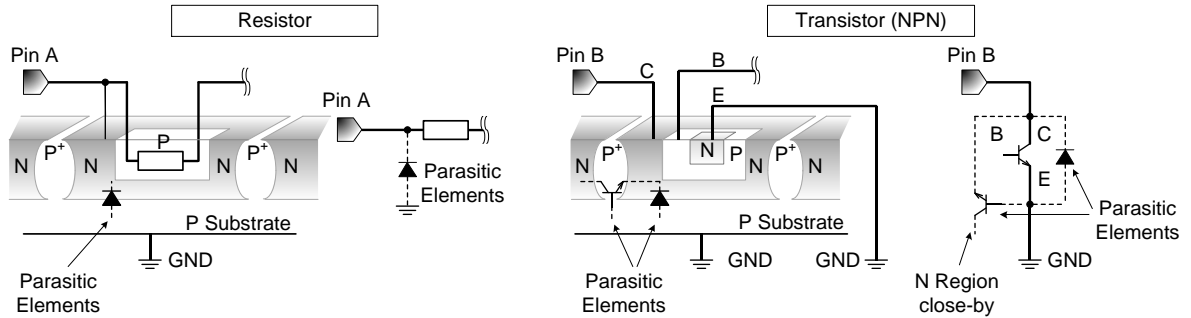 Resistor
Transistor (NPN)
Pin A
Pin B
Pin B
C
B
E
Pin A
P
N
P+
N
N
P+
N
N
P+
N
N
P
P+
N
B
C
E
Parasitic
Elements
P Substrate
P Substrate
Parasitic
Elements
GND
GND
GND
GND
Parasitic
Elements
Parasitic
Elements
N Region
close-by